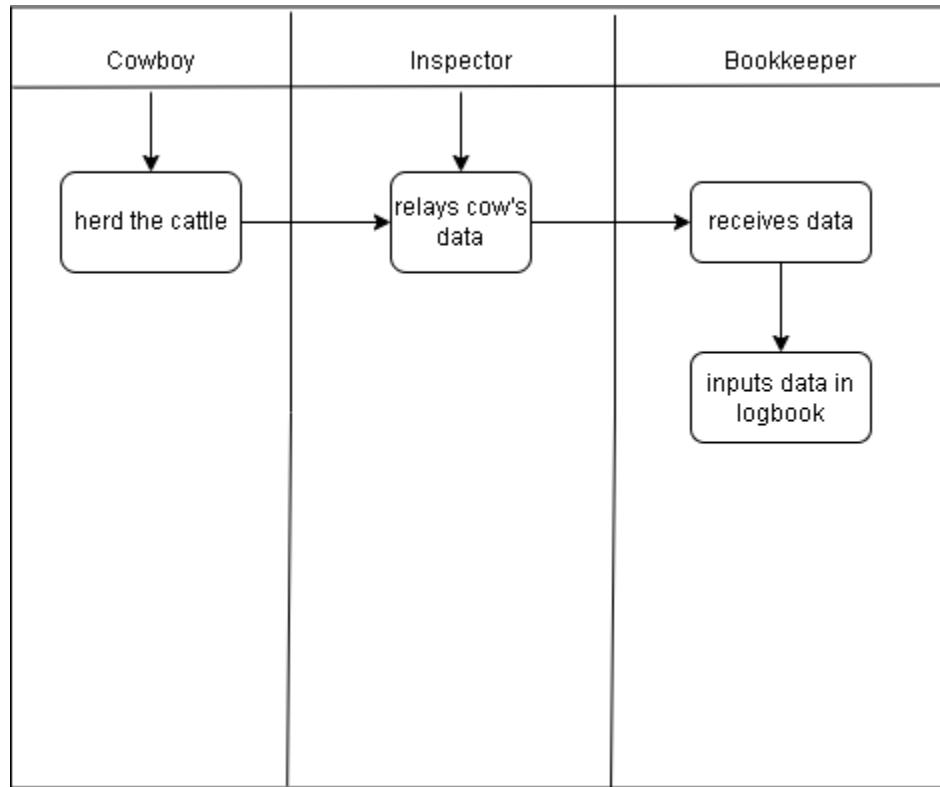 Cowboy
Inspector
Bookkeeper
herd the cattle
relays cow's
data
receives data
inputs data in
logbook